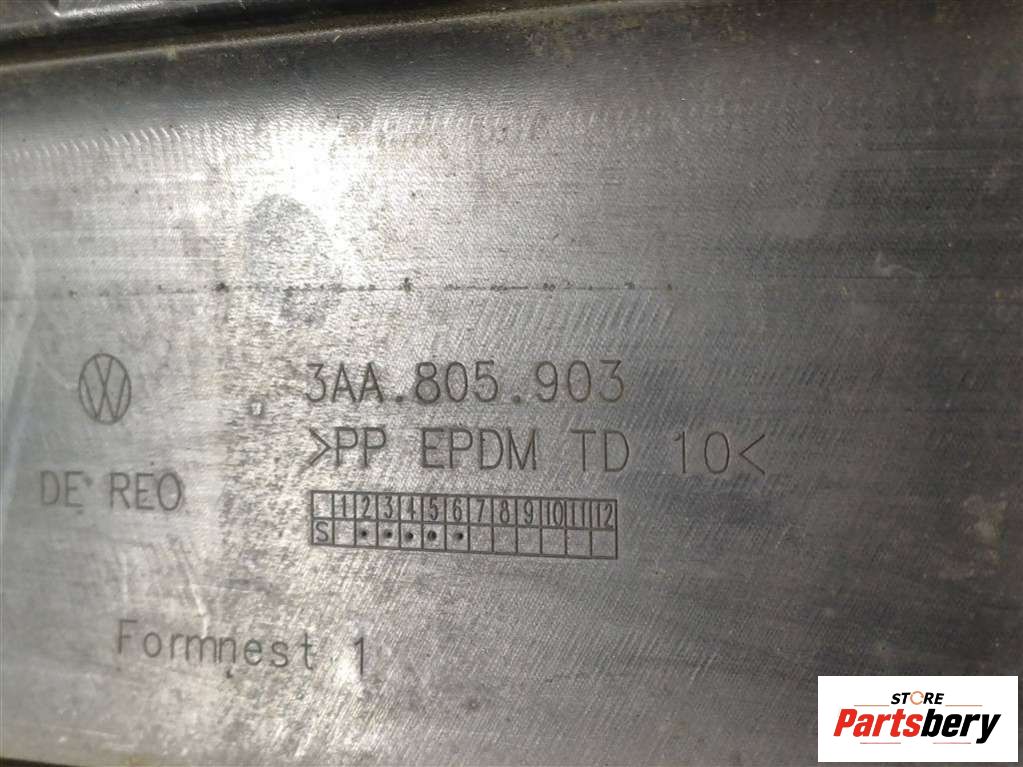 3AA.805.903
>PP EPDM TD 10<
DE REO
1 2 3 4 5 6 7 8 9 10 11 12
S
Formnest 1
STORE
Partsbery